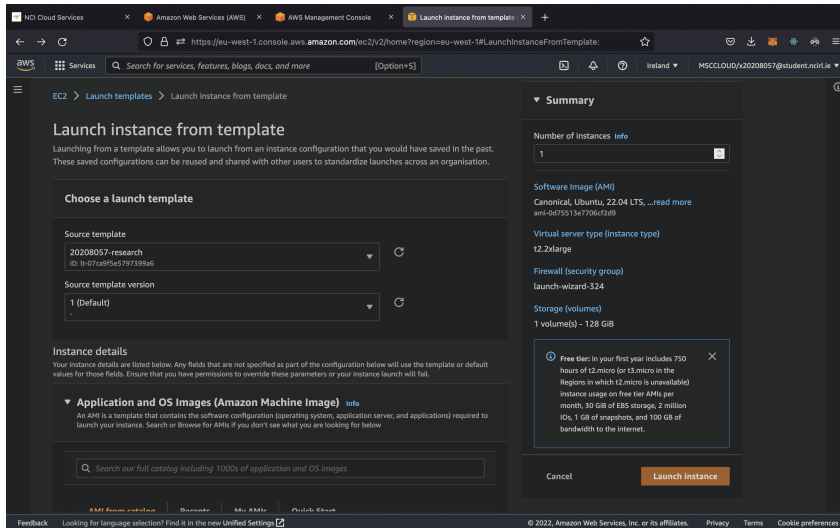 NCI Cloud Services
Amazon Web Services (AWS)
AWS Management Console
Launch instance from template
https://eu-west-1.console.aws.amazon.com/ec2/v2/home?region=eu-west-1#LaunchInstanceFromTemplate:
aws
Services
Search for services, features, blogs, docs, and more
[Option+S]
Ireland
MSCCLOUD/x20208057@student.ncirl.ie
EC2 > Launch templates > Launch instance from template
Launch instance from template
Launching from a template allows you to launch from an instance configuration that you would have saved in the past.
These saved configurations can be reused and shared with other users to standardize launches across an organisation.
Choose a launch template
Source template
20208057-research
ID: lt-07ca9f5e5797399a6
Source template version
1 (Default)
-
Instance details
Your instance details are listed below. Any fields that are not specified as part of the configuration below will use the template or default
values for those fields. Ensure that you have permissions to override these parameters or your instance launch will fail.
Application and OS Images (Amazon Machine Image) Info
An AMI is a template that contains the software configuration (operating system, application server, and applications) required to
launch your instance. Search or Browse for AMIs if you don't see what you are looking for below
Search our full catalog including 1000s of application and OS images
AMI from catalog
Recents
My AMIs
Quick Start
Summary
Number of instances Info
1
Software Image (AMI)
Canonical, Ubuntu, 22.04 LTS, ...read more
ami-0d75513e7706cf2d9
Virtual server type (instance type)
t2.2xlarge
Firewall (security group)
launch-wizard-324
Storage (volumes)
1 volume(s) - 128 GiB
Free tier: In your first year includes 750
hours of t2.micro (or t3.micro in the
Regions in which t2.micro is unavailable)
instance usage on free tier AMIs per
month, 30 GiB of EBS storage, 2 million
IOs, 1 GB of snapshots, and 100 GB of
bandwidth to the internet.
Cancel
Launch instance
Feedback
Looking for language selection? Find it in the new Unified Settings
© 2022, Amazon Web Services, Inc. or its affiliates.
Privacy
Terms
Cookie preferences